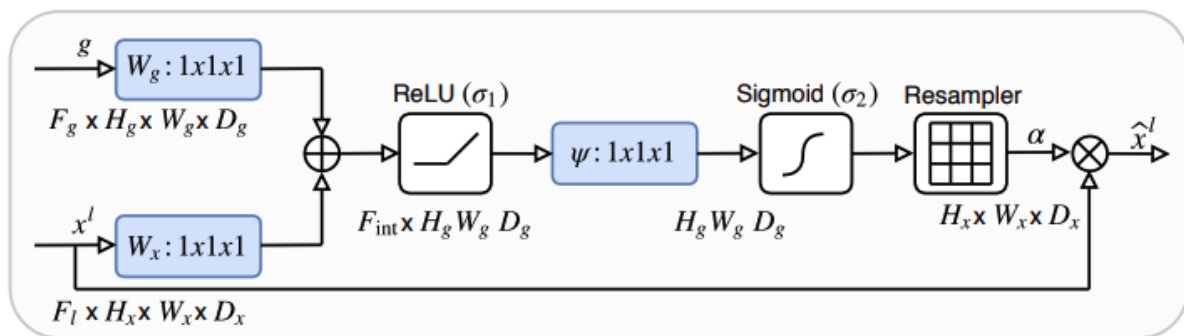 g
W_g : 1x1x1
F_g x H_g x W_g x D_g
x^l
W_x : 1x1x1
F_l x H_x x W_x x D_x
ReLU (σ_1)
F_int x H_g W_g D_g
ψ : 1x1x1
Sigmoid (σ_2)
H_g W_g D_g
Resampler
α
H_x x W_x x D_x
x̂^l